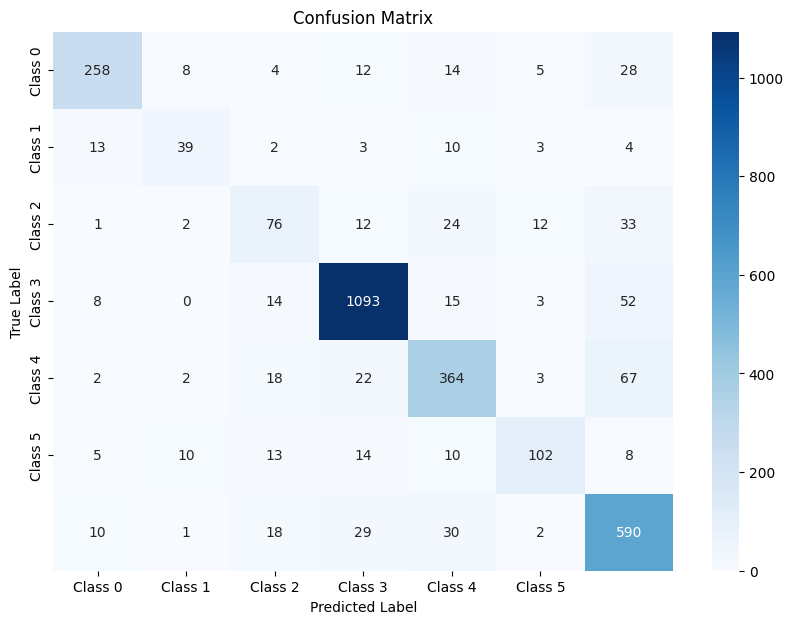 Confusion Matrix
True Label
Class 0 258 8 4 12 14 5 28
Class 1 13 39 2 3 10 3 4
Class 2 1 2 76 12 24 12 33
Class 3 8 0 14 1093 15 3 52
Class 4 2 2 18 22 364 3 67
Class 5 5 10 13 14 10 102 8
10 1 18 29 30 2 590
Class 0 Class 1 Class 2 Class 3 Class 4 Class 5
Predicted Label
1000
800
600
400
200
0